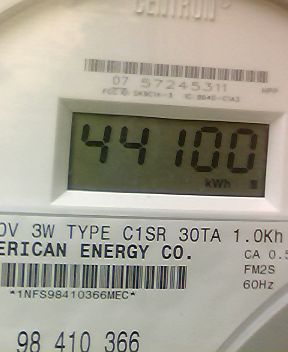 CENTRON®
07 57245311
44100
kWh
0V 3W TYPE C1SR 30TA 1.0Kh
ERICAN ENERGY CO.
CA 0.5
FM2S
*1NFS98410366MEC*
60Hz
98 410 366